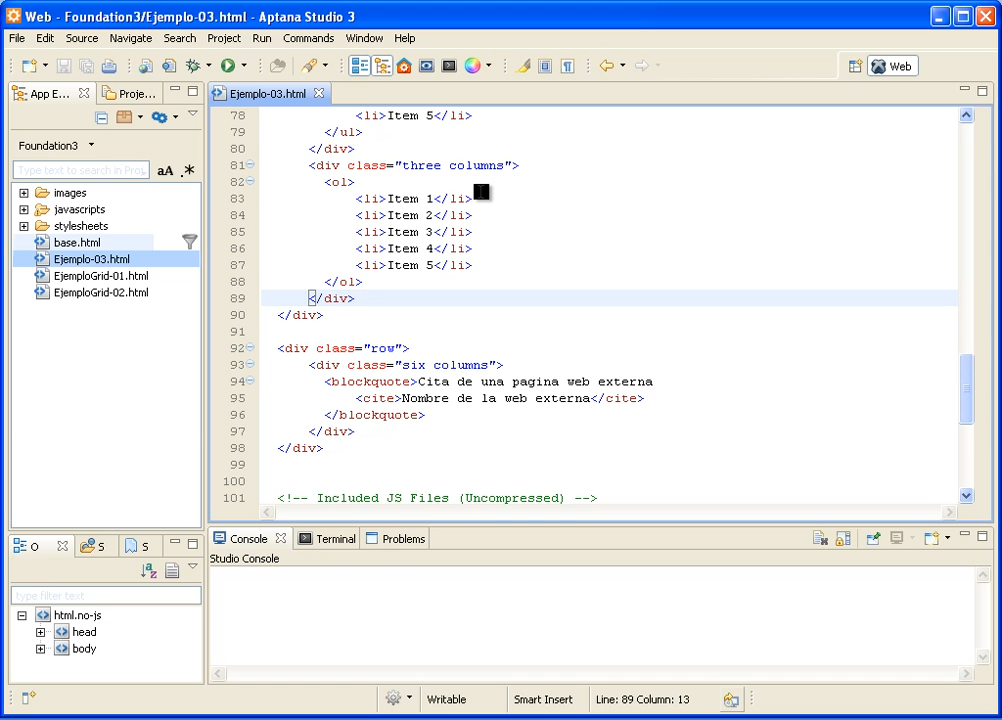 Web - Foundation3/Ejemplo-03.html - Aptana Studio 3
File Edit Source Navigate Search Project Run Commands Window Help
Web
App E... Proje... Ejemplo-03.html
Foundation3
Type text to search in Proj aA .*
images
javascripts
stylesheets
base.html
Ejemplo-03.html
EjemploGrid-01.html
EjemploGrid-02.html
78 <li>Item 5</li>
79 </ul>
80 </div>
81 <div class="three columns">
82 <ol>
83 <li>Item 1</li>
84 <li>Item 2</li>
85 <li>Item 3</li>
86 <li>Item 4</li>
87 <li>Item 5</li>
88 </ol>
89 </div>
90 </div>
91
92 <div class="row">
93 <div class="six columns">
94 <blockquote>Cita de una pagina web externa
95 <cite>Nombre de la web externa</cite>
96 </blockquote>
97 </div>
98 </div>
99
100
101 <!-- Included JS Files (Uncompressed) -->
O S S
type filter text
html.no-js
head
body
Console Terminal Problems
Studio Console
Writable Smart Insert Line: 89 Column: 13